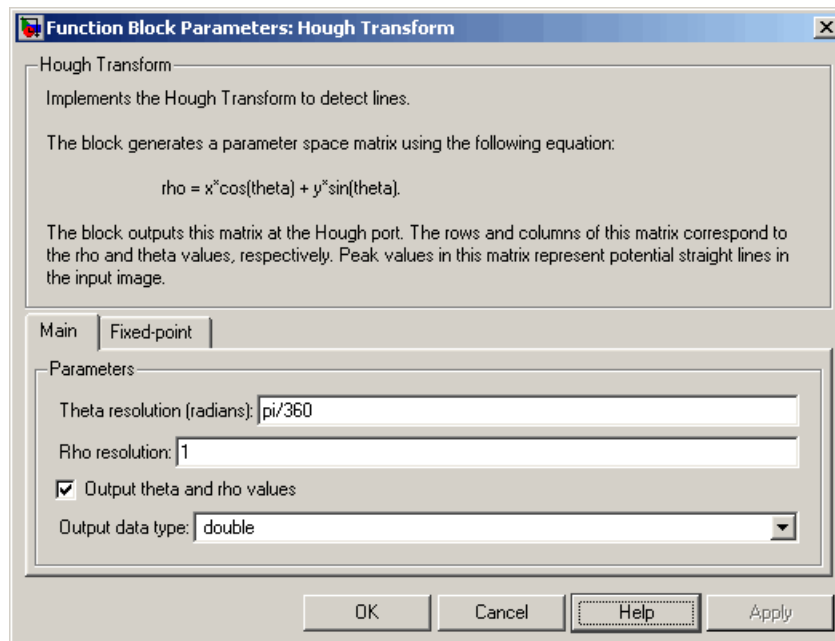 Function Block Parameters: Hough Transform
Hough Transform
Implements the Hough Transform to detect lines.
The block generates a parameter space matrix using the following equation:
rho = x*cos(theta) + y*sin(theta).
The block outputs this matrix at the Hough port. The rows and columns of this matrix correspond to
the rho and theta values, respectively. Peak values in this matrix represent potential straight lines in
the input image.
Main Fixed-point
Parameters
Theta resolution (radians): pi/360
Rho resolution: 1
Output theta and rho values
Output data type: double
OK Cancel Help Apply